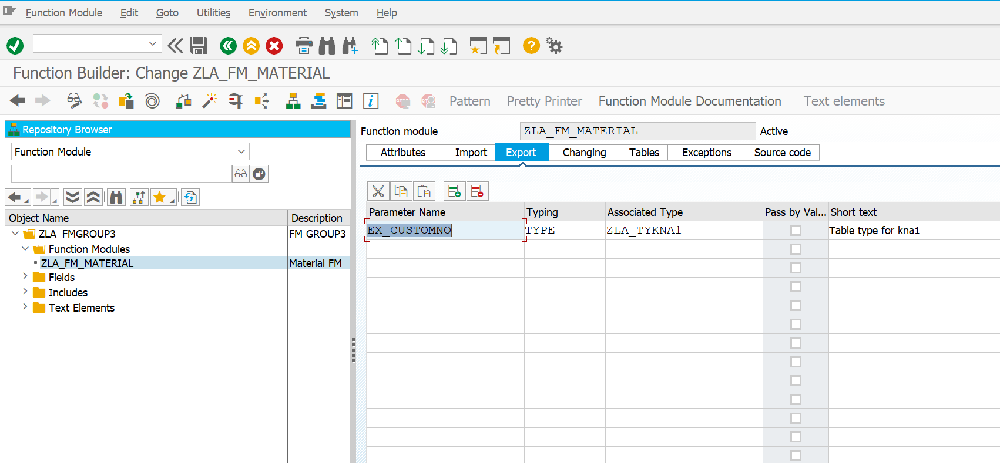 Function Module Edit Goto Utilities Environment System Help
Function Builder: Change ZLA_FM_MATERIAL
Pattern Pretty Printer Function Module Documentation Text elements
Repository Browser
Function Module
Function module ZLA_FM_MATERIAL Active
Attributes Import Export Changing Tables Exceptions Source code
Object Name Description
ZLA_FMGROUP3 FM GROUP3
Function Modules
ZLA_FM_MATERIAL Material FM
Fields
Includes
Text Elements
Parameter Name Typing Associated Type Pass by Val... Short text
EX_CUSTOMNO TYPE ZLA_TYKNA1 Table type for kna1